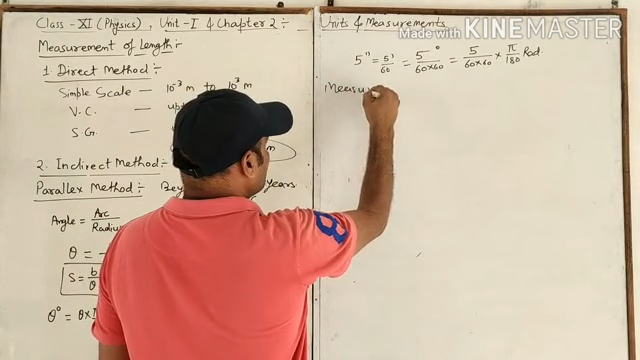 Class - XI (Physics), Unit - I & Chapter 2 :-
Measurement of Length :-
1. Direct Method :-
Simple Scale — 10⁻³ m to 10³ m
V. C. —
S. G. —
m
2. Indirect Method :-
Parallex Method :-
years
Angle = Arc
θ =
S = b/θ
θ° =
Units & Measurements
Made with KINEMASTER
5" = 5'/60 = 5°/60×60 = 5/60×60 × π/180 Rad.
Measu
8